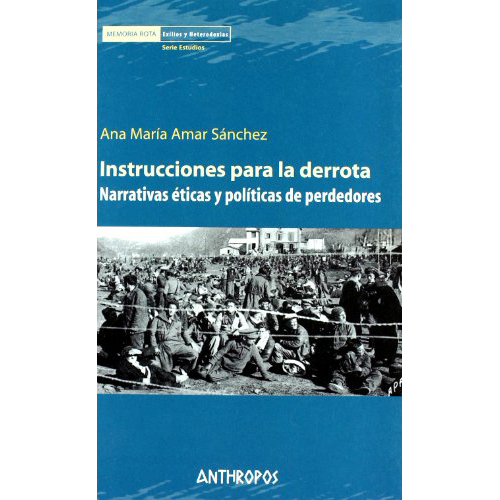 MEMORIA ROTA Exilios y Heterodoxias
Serie Estudios
Ana María Amar Sánchez
Instrucciones para la derrota
Narrativas éticas y políticas de perdedores
APF
ANTHROPOS